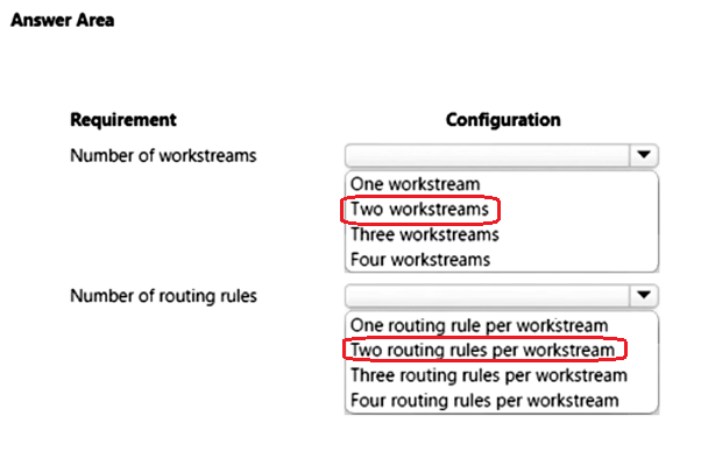 Answer Area
Requirement Configuration
Number of workstreams
One workstream
Two workstreams
Three workstreams
Four workstreams
Number of routing rules
One routing rule per workstream
Two routing rules per workstream
Three routing rules per workstream
Four routing rules per workstream